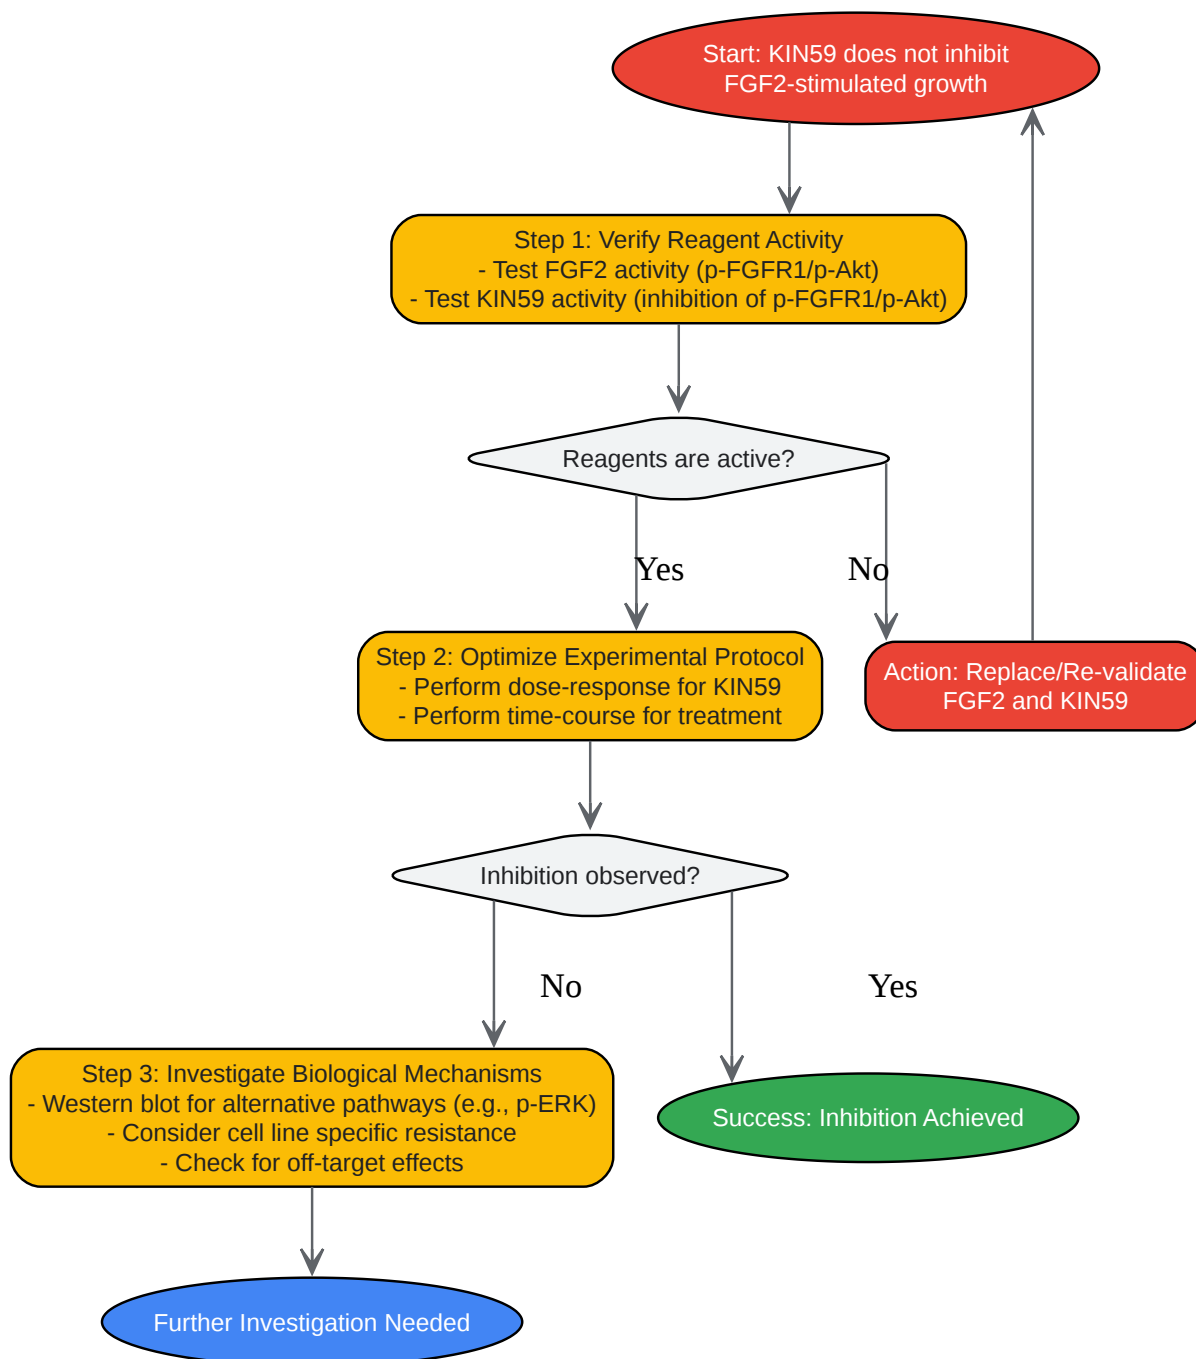 Start: KIN59 does not inhibit
FGF2-stimulated growth
Step 1: Verify Reagent Activity
- Test FGF2 activity (p-FGFR1/p-Akt)
- Test KIN59 activity (inhibition of p-FGFR1/p-Akt)
Reagents are active?
Yes
No
Step 2: Optimize Experimental Protocol
- Perform dose-response for KIN59
- Perform time-course for treatment
Action: Replace/Re-validate
FGF2 and KIN59
Inhibition observed?
No
Yes
Step 3: Investigate Biological Mechanisms
- Western blot for alternative pathways (e.g., p-ERK)
- Consider cell line specific resistance
- Check for off-target effects
Success: Inhibition Achieved
Further Investigation Needed